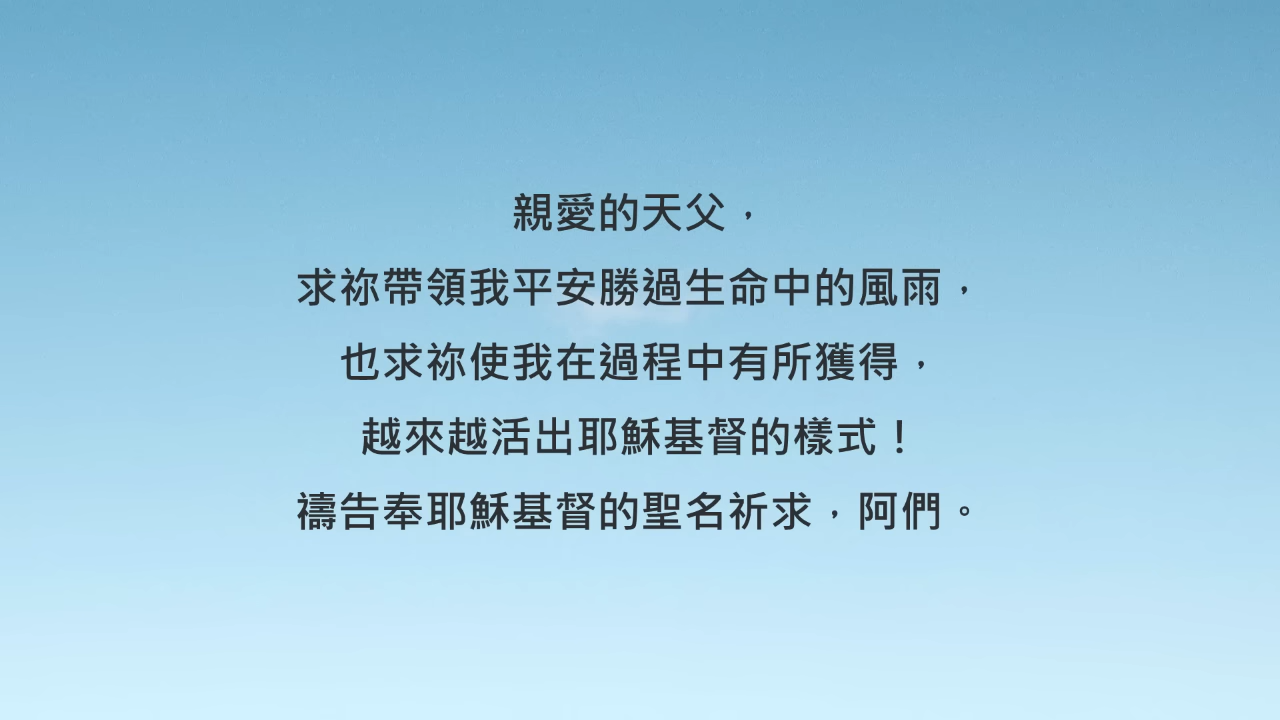 親愛的天父，
求祢帶領我平安勝過生命中的風雨，
也求祢使我在過程中有所獲得，
越來越活出耶穌基督的樣式！
禱告奉耶穌基督的聖名祈求，阿們。